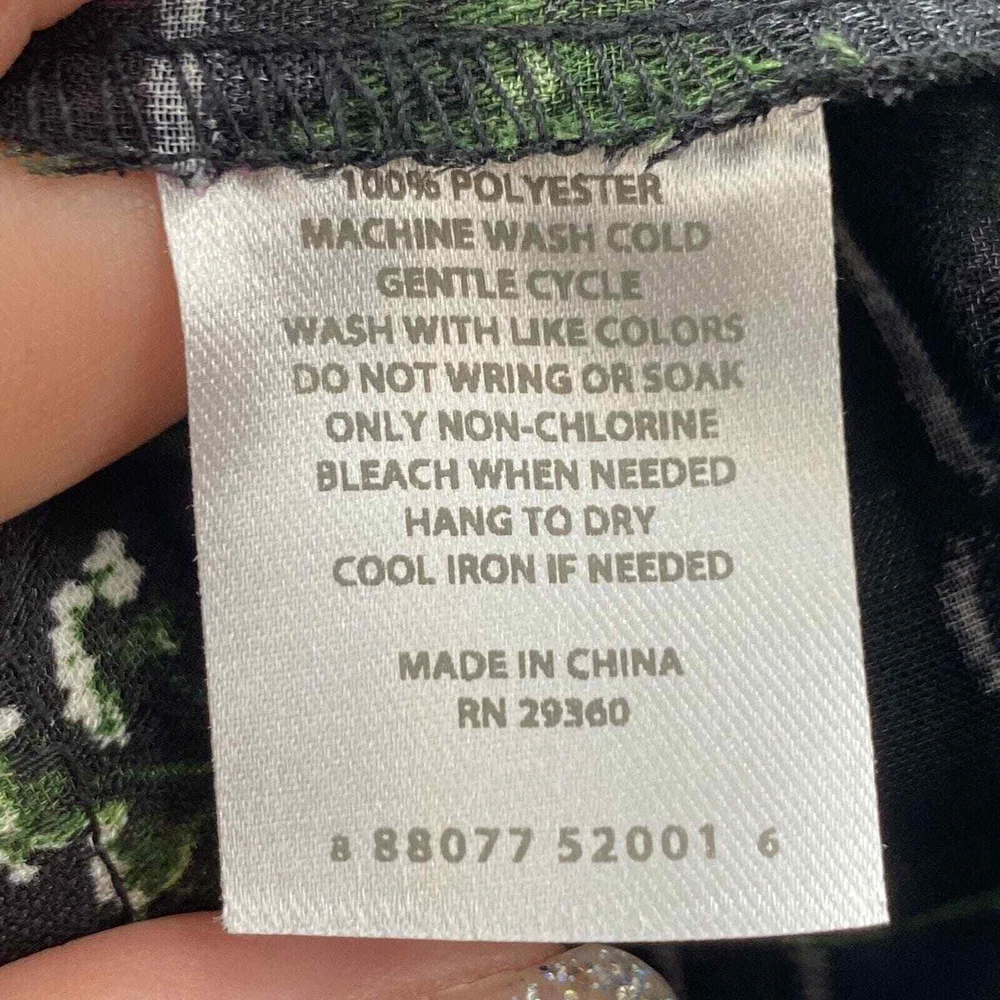 100% POLYESTER
MACHINE WASH COLD
GENTLE CYCLE
WASH WITH LIKE COLORS
DO NOT WRING OR SOAK
ONLY NON-CHLORINE
BLEACH WHEN NEEDED
HANG TO DRY
COOL IRON IF NEEDED
MADE IN CHINA
RN 29360
8 88077 52001 6